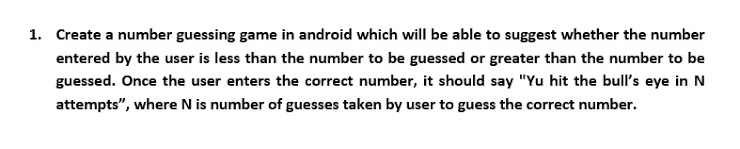 1. Create a number guessing game in android which will be able to suggest whether the number
entered by the user is less than the number to be guessed or greater than the number to be
guessed. Once the user enters the correct number, it should say "Yu hit the bull’s eye in N
attempts”, where N is number of guesses taken by user to guess the correct number.